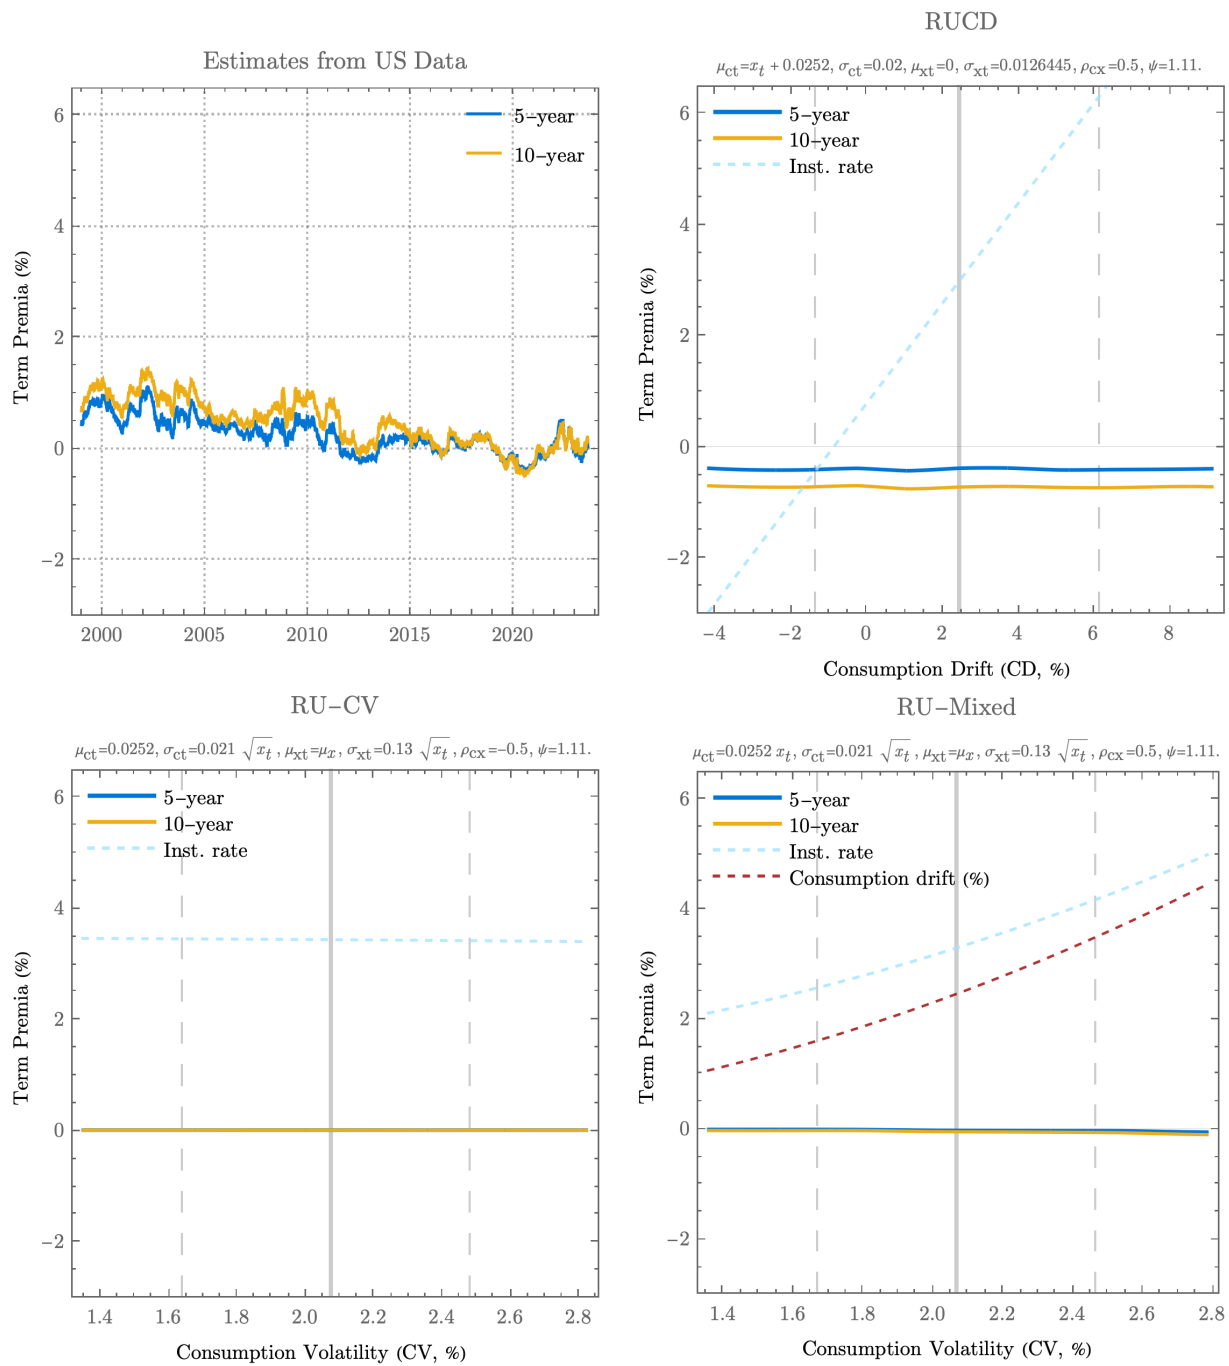 Estimates from US Data
6
4
2
0
−2
Term Premia (%)
5−year
10−year
2000
2005
2010
2015
2020
RUCD
μct=xt + 0.0252, σct=0.02, μxt=0, σxt=0.0126445, ρcx=0.5, ψ=1.11.
6
4
2
0
−2
Term Premia (%)
5−year
10−year
Inst. rate
−4
−2
0
2
4
6
8
Consumption Drift (CD, %)
RU−CV
μct=0.0252, σct=0.021 √xt , μxt=μx, σxt=0.13 √xt , ρcx=−0.5, ψ=1.11.
6
4
2
0
−2
Term Premia (%)
5−year
10−year
Inst. rate
1.4
1.6
1.8
2.0
2.2
2.4
2.6
2.8
Consumption Volatility (CV, %)
RU−Mixed
μct=0.0252 xt, σct=0.021 √xt , μxt=μx, σxt=0.13 √xt , ρcx=0.5, ψ=1.11.
6
4
2
0
−2
Term Premia (%)
5−year
10−year
Inst. rate
Consumption drift (%)
1.4
1.6
1.8
2.0
2.2
2.4
2.6
2.8
Consumption Volatility (CV, %)